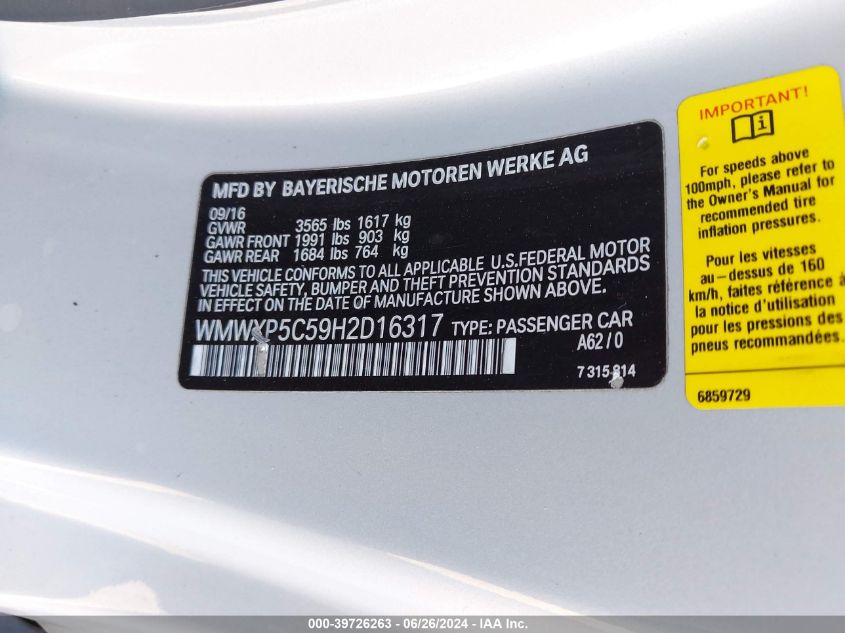 MFD BY BAYERISCHE MOTOREN WERKE AG
09/16
GVWR 3565 lbs 1617 kg
GAWR FRONT 1991 lbs 903 kg
GAWR REAR 1684 lbs 764 kg
THIS VEHICLE CONFORMS TO ALL APPLICABLE U.S.FEDERAL MOTOR
VEHICLE SAFETY, BUMPER AND THEFT PREVENTION STANDARDS
IN EFFECT ON THE DATE OF MANUFACTURE SHOWN ABOVE.
WMWXP5C59H2D16317 TYPE: PASSENGER CAR
A62/0
7 315 814
IMPORTANT!
For speeds above
100mph, please refer to
the Owner's Manual for
recommended tire
inflation pressures.
Pour les vitesses
au-dessus de 160
km/h, faites référence à
la notice d'utilisation
pour les pressions des
pneus recommandées.
6859729
000-39726263 - 06/26/2024 - IAA Inc.